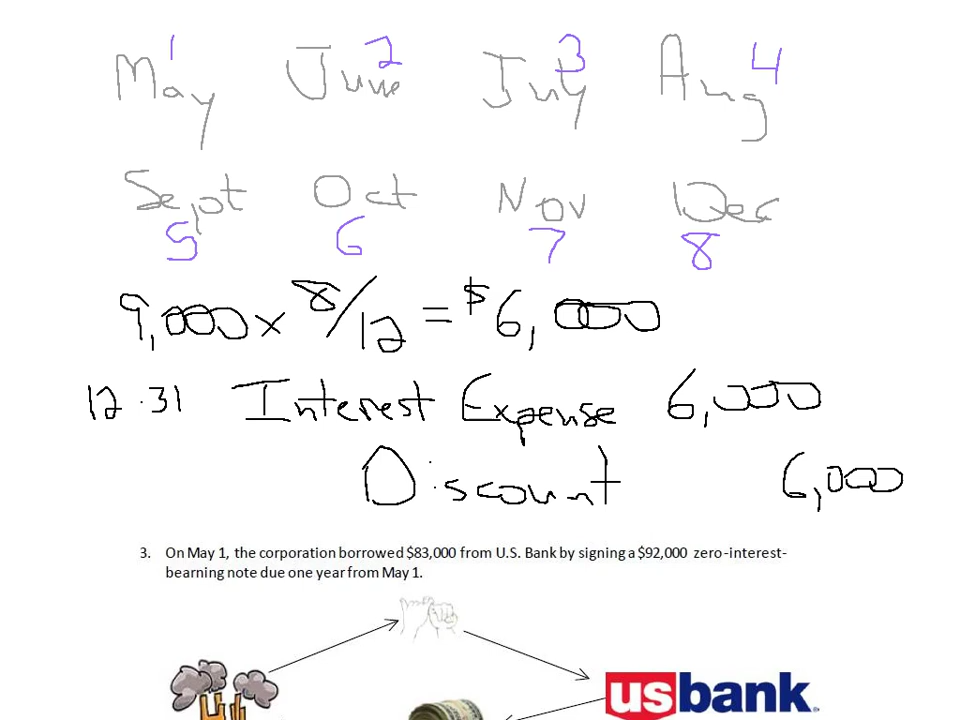 May 1 June 2 July 3 Aug 4
Sept Oct Nov Dec
5 6 7 8
9,000 x 8/12 = $6,000
12.31 Interest Expense 6,000
Discount 6,000
3. On May 1, the corporation borrowed $83,000 from U.S. Bank by signing a $92,000 zero-interest-
bearning note due one year from May 1.
usbank.